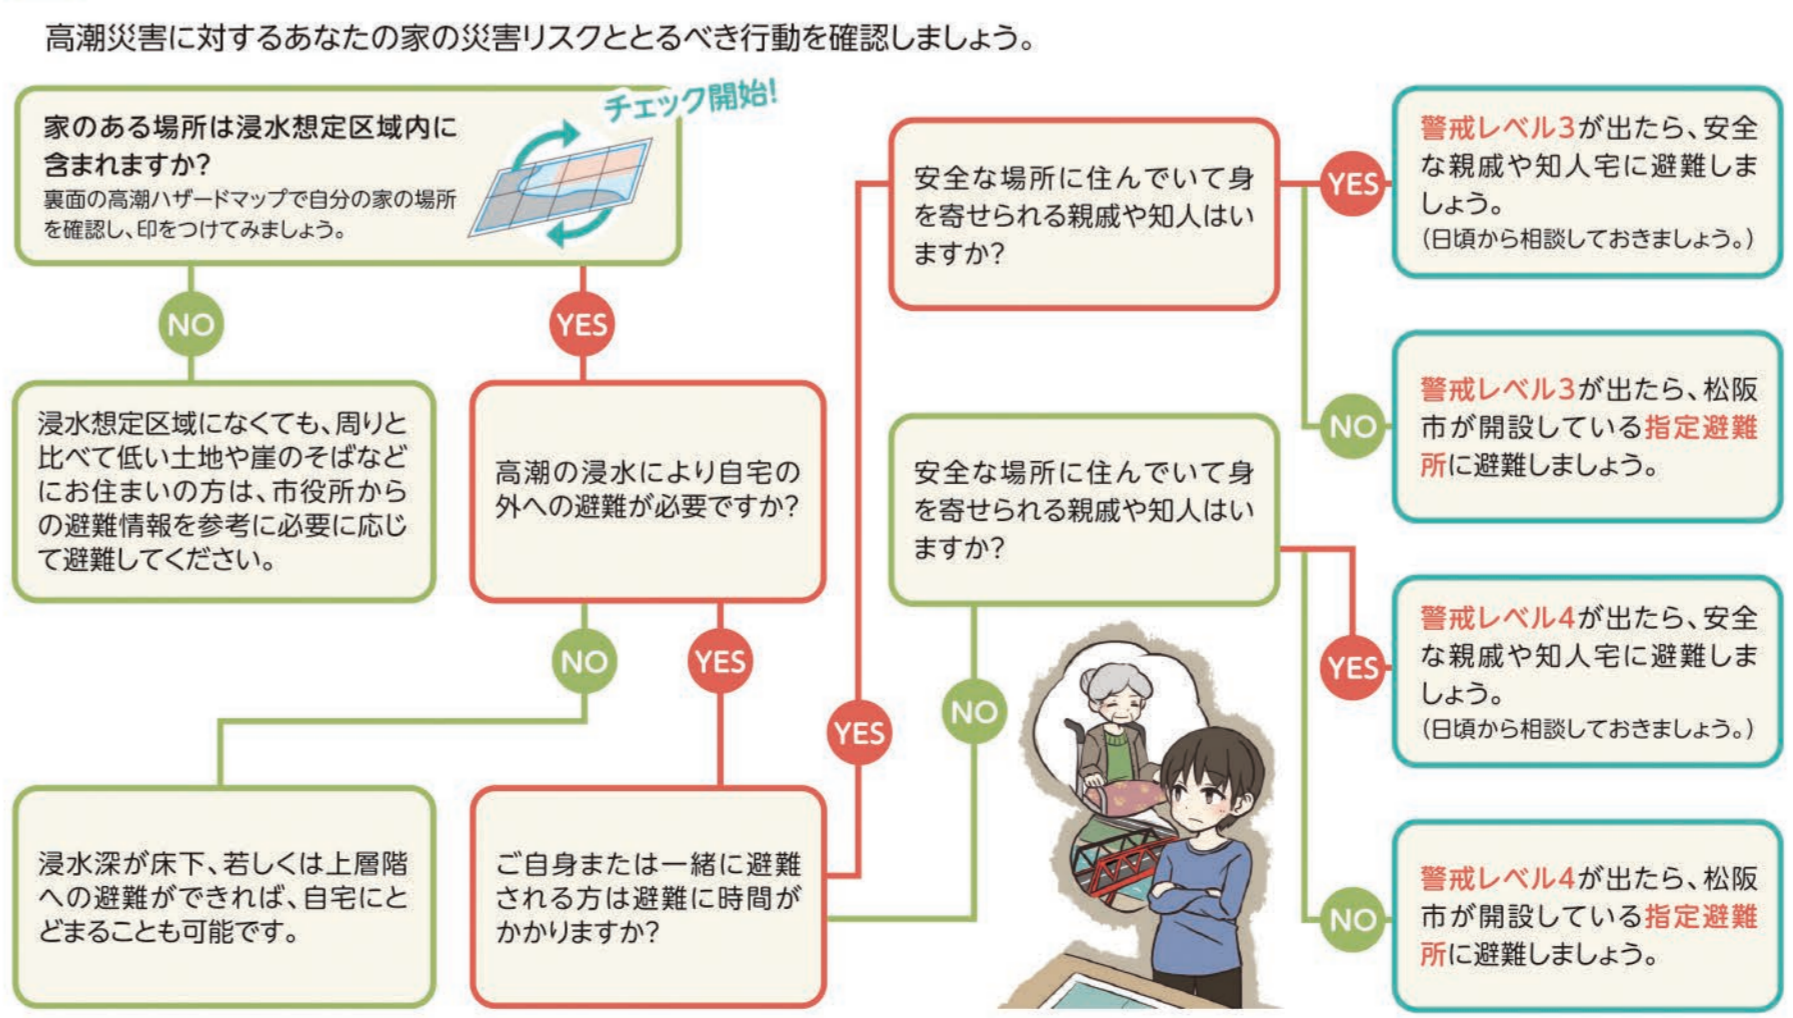 高潮災害に対するあなたの家の災害リスクととるべき行動を確認しましょう。
チェック開始!
家のある場所は浸水想定区域内に
含まれますか?
裏面の高潮ハザードマップで自分の家の場所
を確認し、印をつけてみましょう。
NO
YES
浸水想定区域になくても、周りと
比べて低い土地や崖のそばなど
にお住まいの方は、市役所から
の避難情報を参考に必要に応じ
て避難してください。
高潮の浸水により自宅の
外への避難が必要ですか?
NO
YES
浸水深が床下、若しくは上層階
への避難ができれば、自宅にと
どまることも可能です。
ご自身または一緒に避難
される方は避難に時間が
かかりますか?
YES
NO
安全な場所に住んでいて身
を寄せられる親戚や知人はい
ますか?
YES
NO
安全な場所に住んでいて身
を寄せられる親戚や知人はい
ますか?
YES
NO
警戒レベル3が出たら、安全
な親戚や知人宅に避難しま
しょう。
(日頃から相談しておきましょう。)
警戒レベル3が出たら、松阪
市が開設している指定避難
所に避難しましょう。
警戒レベル4が出たら、安全
な親戚や知人宅に避難しま
しょう。
(日頃から相談しておきましょう。)
警戒レベル4が出たら、松阪
市が開設している指定避難
所に避難しましょう。